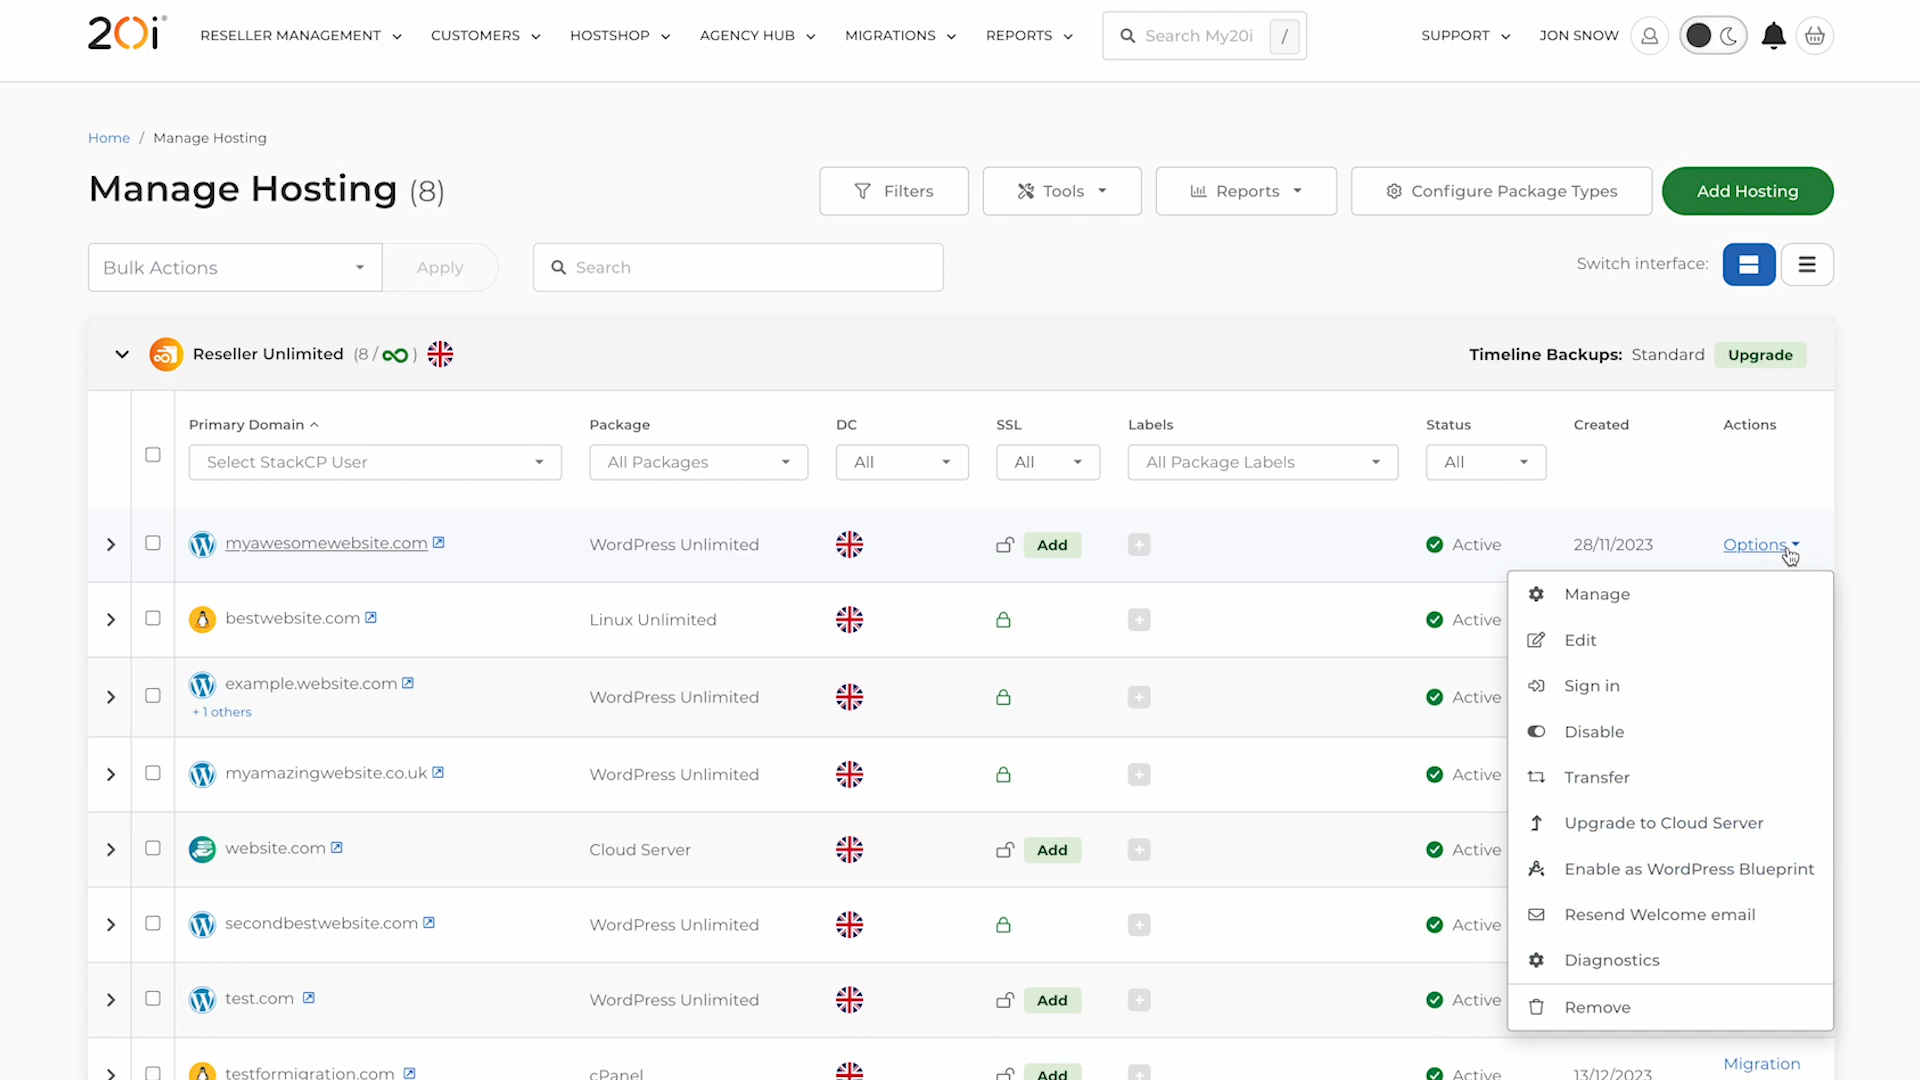 20i®
RESELLER MANAGEMENT
CUSTOMERS
HOSTSHOP
AGENCY HUB
MIGRATIONS
REPORTS
Search My20i /
SUPPORT
JON SNOW
Home / Manage Hosting
Manage Hosting (8)
Filters
Tools
Reports
Configure Package Types
Add Hosting
Bulk Actions
Apply
Search
Switch interface:
Reseller Unlimited (8 / ∞ )
Timeline Backups: Standard Upgrade
Primary Domain Package DC SSL Labels Status Created Actions
Select StackCP User All Packages All All All Package Labels All
myawesomewebsite.com WordPress Unlimited Add + Active 28/11/2023 Options
bestwebsite.com Linux Unlimited + Active
example.website.com WordPress Unlimited + Active
+ 1 others
myamazingwebsite.co.uk WordPress Unlimited + Active
website.com Cloud Server Add + Active
secondbestwebsite.com WordPress Unlimited + Active
test.com WordPress Unlimited Add + Active
Manage
Edit
Sign in
Disable
Transfer
Upgrade to Cloud Server
Enable as WordPress Blueprint
Resend Welcome email
Diagnostics
Remove
testformigration.com cPanel Add + Active 13/12/2023 Migration